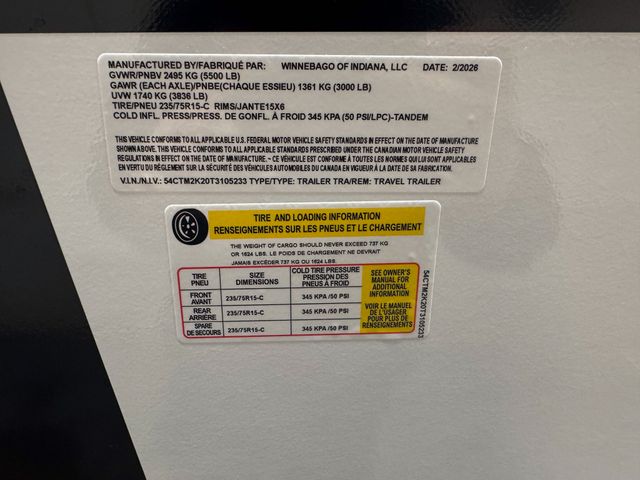 MANUFACTURED BY/FABRIQUÉ PAR: WINNEBAGO OF INDIANA, LLC DATE: 2/2026
GVWR/PNBV 2495 KG (5500 LB)
GAWR (EACH AXLE)/PNBE(CHAQUE ESSIEU) 1361 KG (3000 LB)
UVW 1740 KG (3836 LB)
TIRE/PNEU 235/75R15-C RIMS/JANTE15X6
COLD INFL. PRESS/PRESS. DE GONFL. À FROID 345 KPA (50 PSI/LPC)-TANDEM
THIS VEHICLE CONFORMS TO ALL APPLICABLE U.S. FEDERAL MOTOR VEHICLE SAFETY STANDARDS IN EFFECT ON THE DATE OF MANUFACTURE
SHOWN ABOVE. THIS VEHICLE CONFORMS TO ALL APPLICABLE STANDARDS PRESCRIBED UNDER THE CANADIAN MOTOR VEHICLE SAFETY
REGULATIONS IN EFFECT ON THE DATE OF MANUFACTURE. ~ CE VÉHICULE EST CONFORME À TOUTES LES NORMES QUI LUI SONT APPLICABLES
EN VERTU DU RÈGLEMENT SUR LA SÉCURITÉ DES VÉHICULES AUTOMOBILES DU CANADA EN VIGUEUR À LA DATE DE SA FABRICATION.
V.I.N./N.I.V.: 54CTM2K20T3105233 TYPE/TYPE: TRAILER TRA/REM: TRAVEL TRAILER
TIRE AND LOADING INFORMATION
RENSEIGNEMENTS SUR LES PNEUS ET LE CHARGEMENT
THE WEIGHT OF CARGO SHOULD NEVER EXCEED 737 KG
OR 1624 LBS. LE POIDS DE CHARGEMENT NE DEVRAIT
JAMAIS EXCÉDER 737 KG OU 1624 LBS.
TIRE
PNEU
SIZE
DIMENSIONS
COLD TIRE PRESSURE
PRESSION DES
PNEUS À FROID
FRONT
AVANT
235/75R15-C
345 KPA /50 PSI
REAR
ARRIÈRE
235/75R15-C
345 KPA /50 PSI
SPARE
DE SECOURS
235/75R15-C
345 KPA /50 PSI
SEE OWNER'S
MANUAL FOR
ADDITIONAL
INFORMATION
VOIR LE MANUEL
DE L'USAGER
POUR PLUS DE
RENSEIGNEMENTS
54CTM2K20T3105233